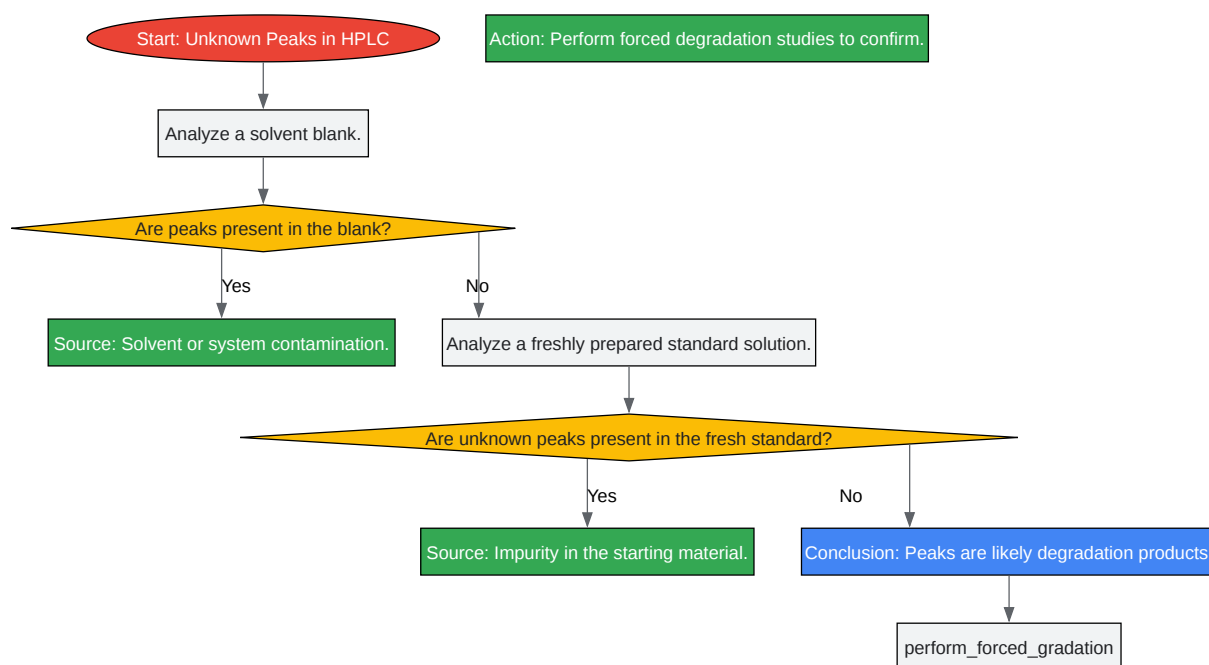 Start: Unknown Peaks in HPLC
Action: Perform forced degradation studies to confirm.
Analyze a solvent blank.
Are peaks present in the blank?
Yes
No
Source: Solvent or system contamination.
Analyze a freshly prepared standard solution.
Are unknown peaks present in the fresh standard?
Yes
No
Source: Impurity in the starting material.
Conclusion: Peaks are likely degradation products
perform_forced_gradation